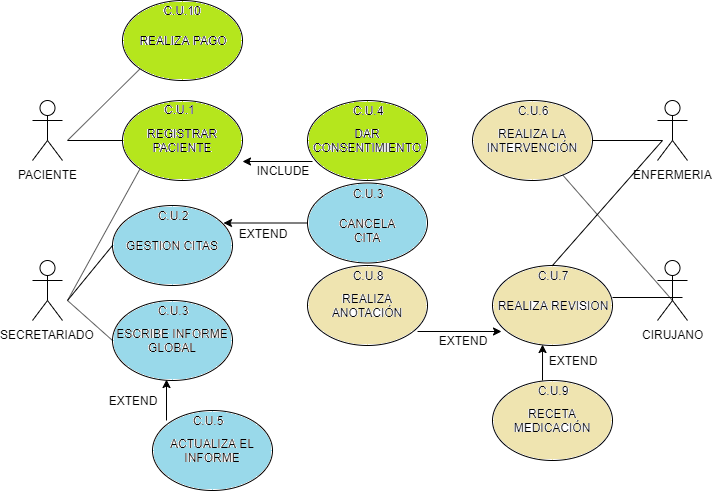 C.U.10
REALIZA PAGO
C.U.1
REGISTRAR
PACIENTE
C.U.4
DAR
CONSENTIMIENTO
C.U.6
REALIZA LA
INTERVENCIÓN
PACIENTE
INCLUDE
ENFERMERIA
C.U.2
GESTION CITAS
EXTEND
C.U.3
CANCELA
CITA
C.U.8
REALIZA
ANOTACIÓN
C.U.7
REALIZA REVISION
SECRETARIADO
C.U.3
ESCRIBE INFORME
GLOBAL
EXTEND
CIRUJANO
EXTEND
EXTEND
C.U.5
ACTUALIZA EL
INFORME
C.U.9
RECETA
MEDICACIÓN